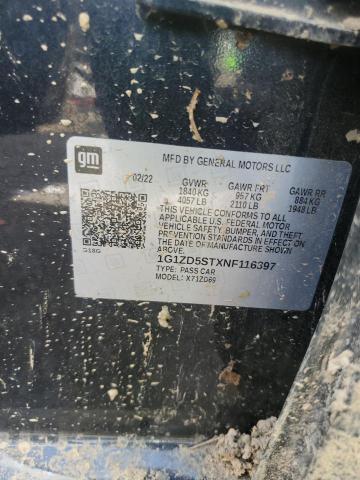 gm
MFD BY GENERAL MOTORS LLC
02/22
GVWR GAWR FRT GAWR RR
1840 KG 957 KG 884 KG
4057 LB 2110 LB 1948 LB
THIS VEHICLE CONFORMS TO ALL
APPLICABLE U.S. FEDERAL MOTOR
VEHICLE SAFETY, BUMPER, AND THEFT
PREVENTION STANDARDS IN EFFECT ON
THE DATE OF MANUFACTURE SHOWN
ABOVE.
1G1ZD5STXNF116397
TYPE: PASS CAR
MODEL: X71ZD69